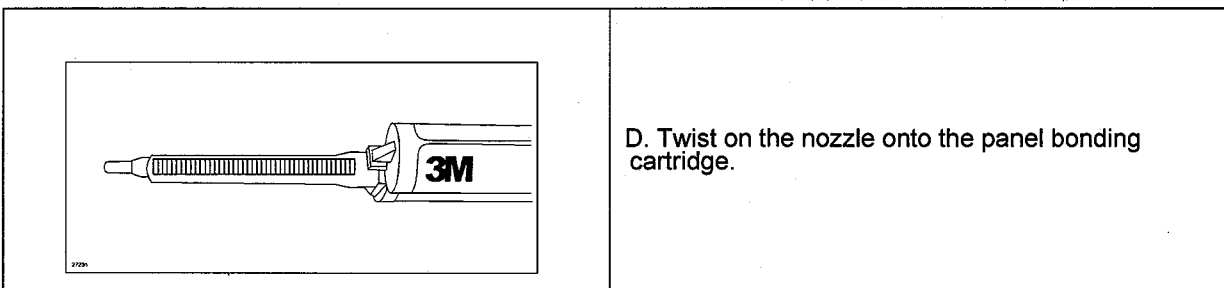 3M
D. Twist on the nozzle onto the panel bonding
cartridge.